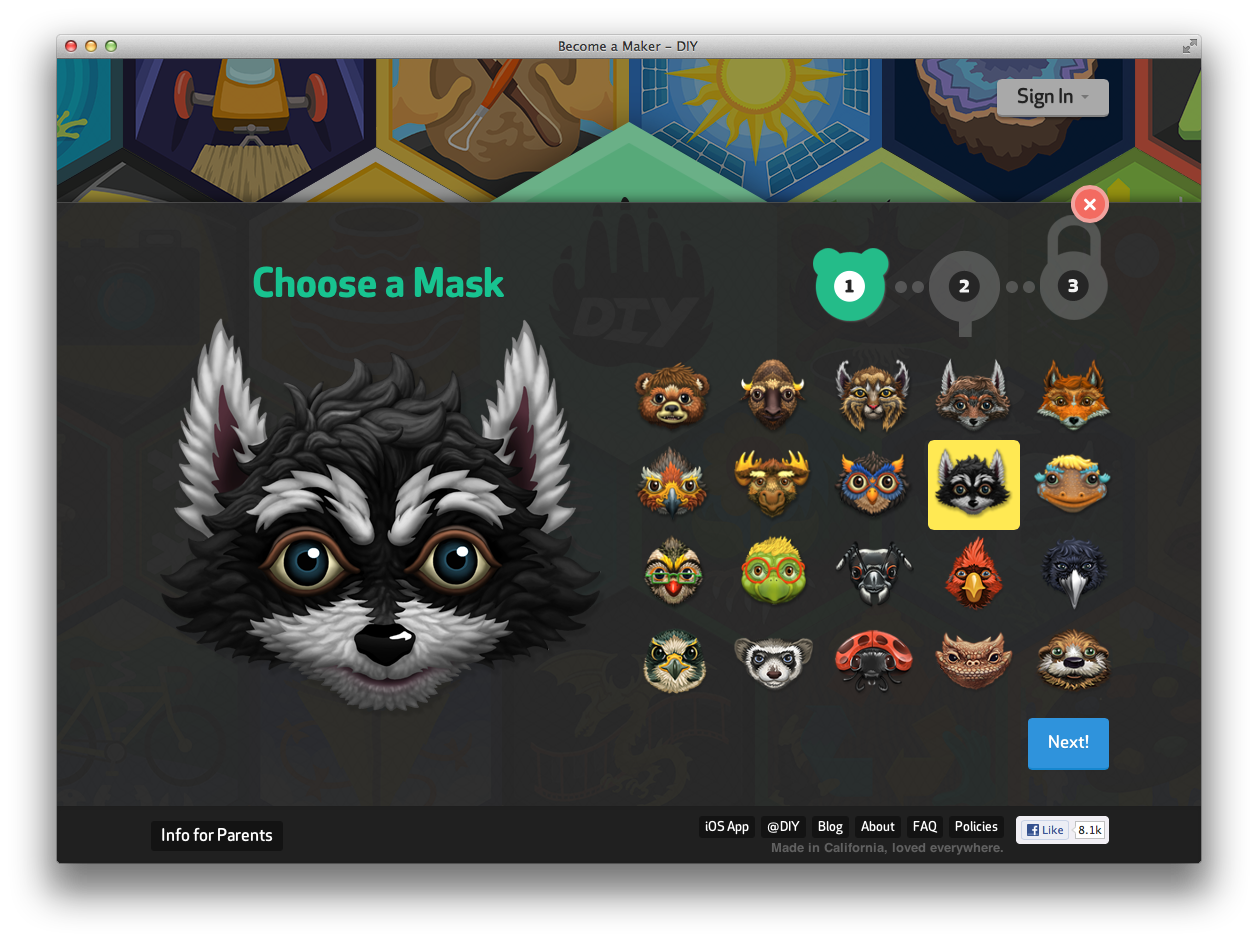 Become a Maker – DIY
Sign In
Choose a Mask
1
2
3
DIY
Next!
Info for Parents
iOS App
@DIY
Blog
About
FAQ
Policies
Like
8.1k
Made in California, loved everywhere.